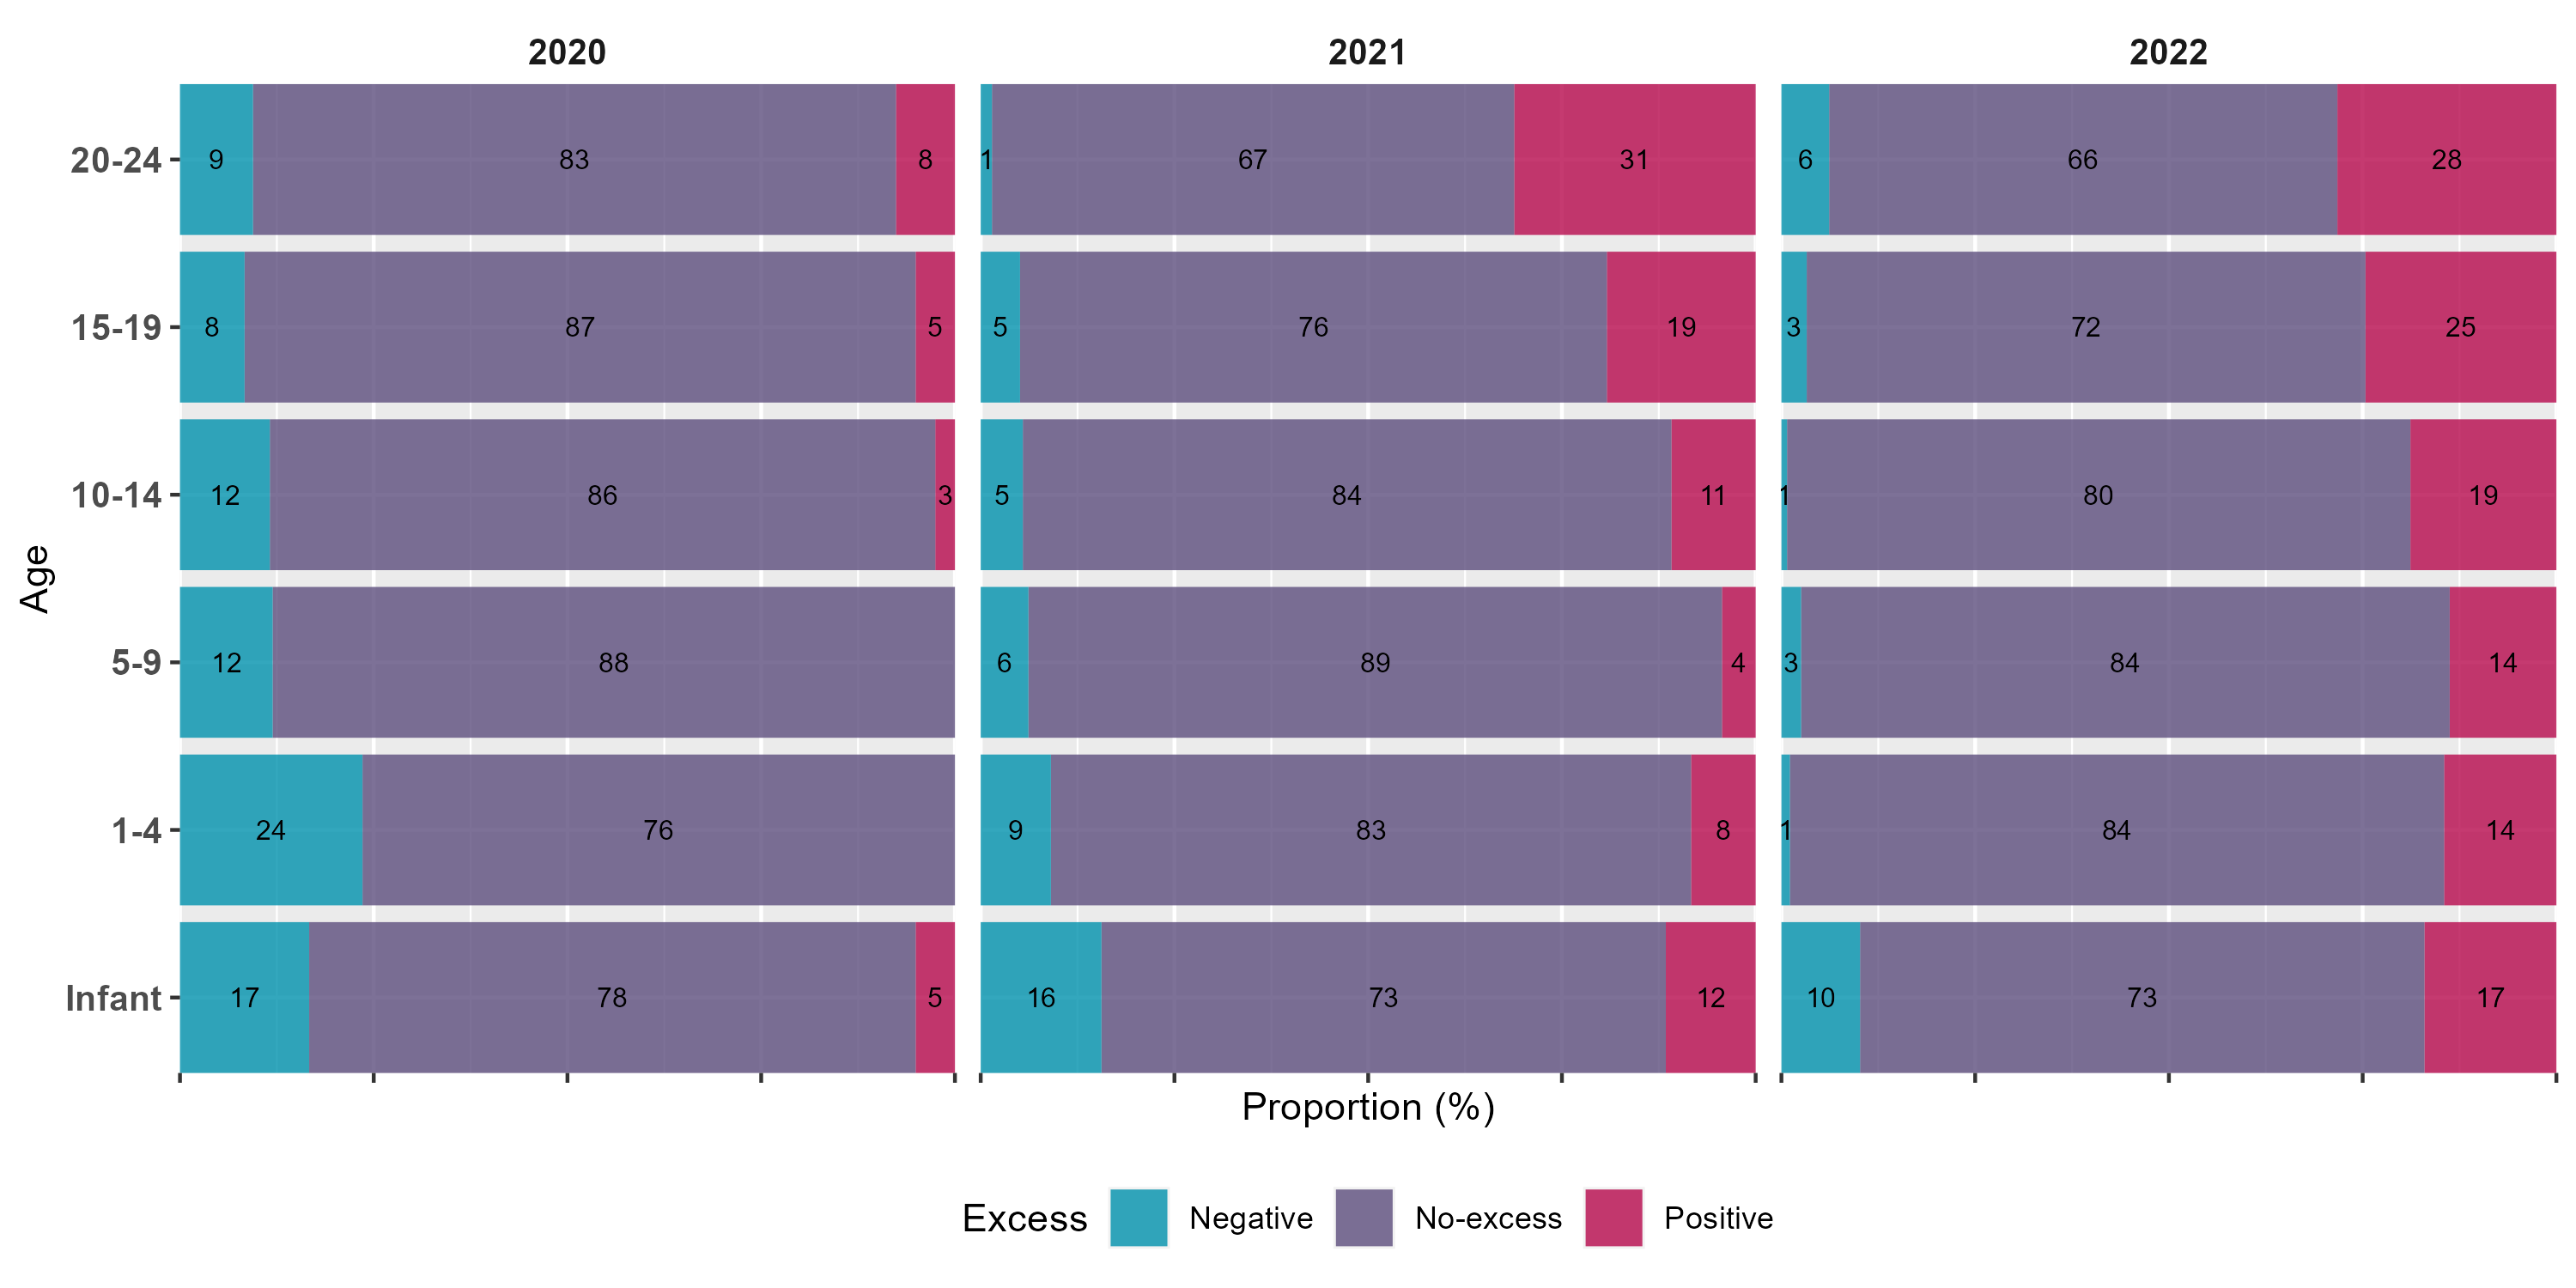 2020 2021 2022
20-24 9 83 8 1 67 31 6 66 28
15-19 8 87 5 5 76 19 3 72 25
10-14 12 86 3 5 84 11 1 80 19
5-9 12 88 6 89 4 3 84 14
1-4 24 76 9 83 8 1 84 14
Infant 17 78 5 16 73 12 10 73 17
Age
Proportion (%)
Excess Negative No-excess Positive